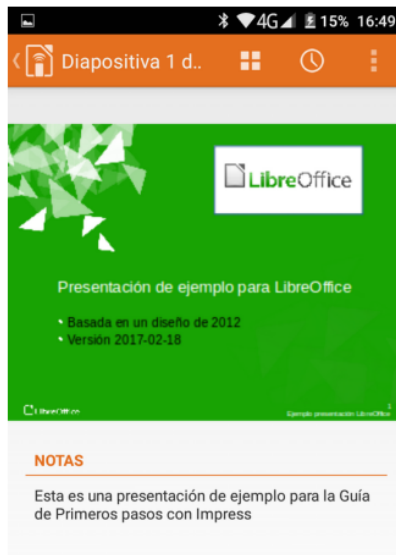 4G 15% 16:49
Diapositiva 1 d..
LibreOffice
Presentación de ejemplo para LibreOffice
• Basada en un diseño de 2012
• Versión 2017-02-18
1
LibreOffice
Ejemplo presentación LibreOffice
NOTAS
Esta es una presentación de ejemplo para la Guía
de Primeros pasos con Impress